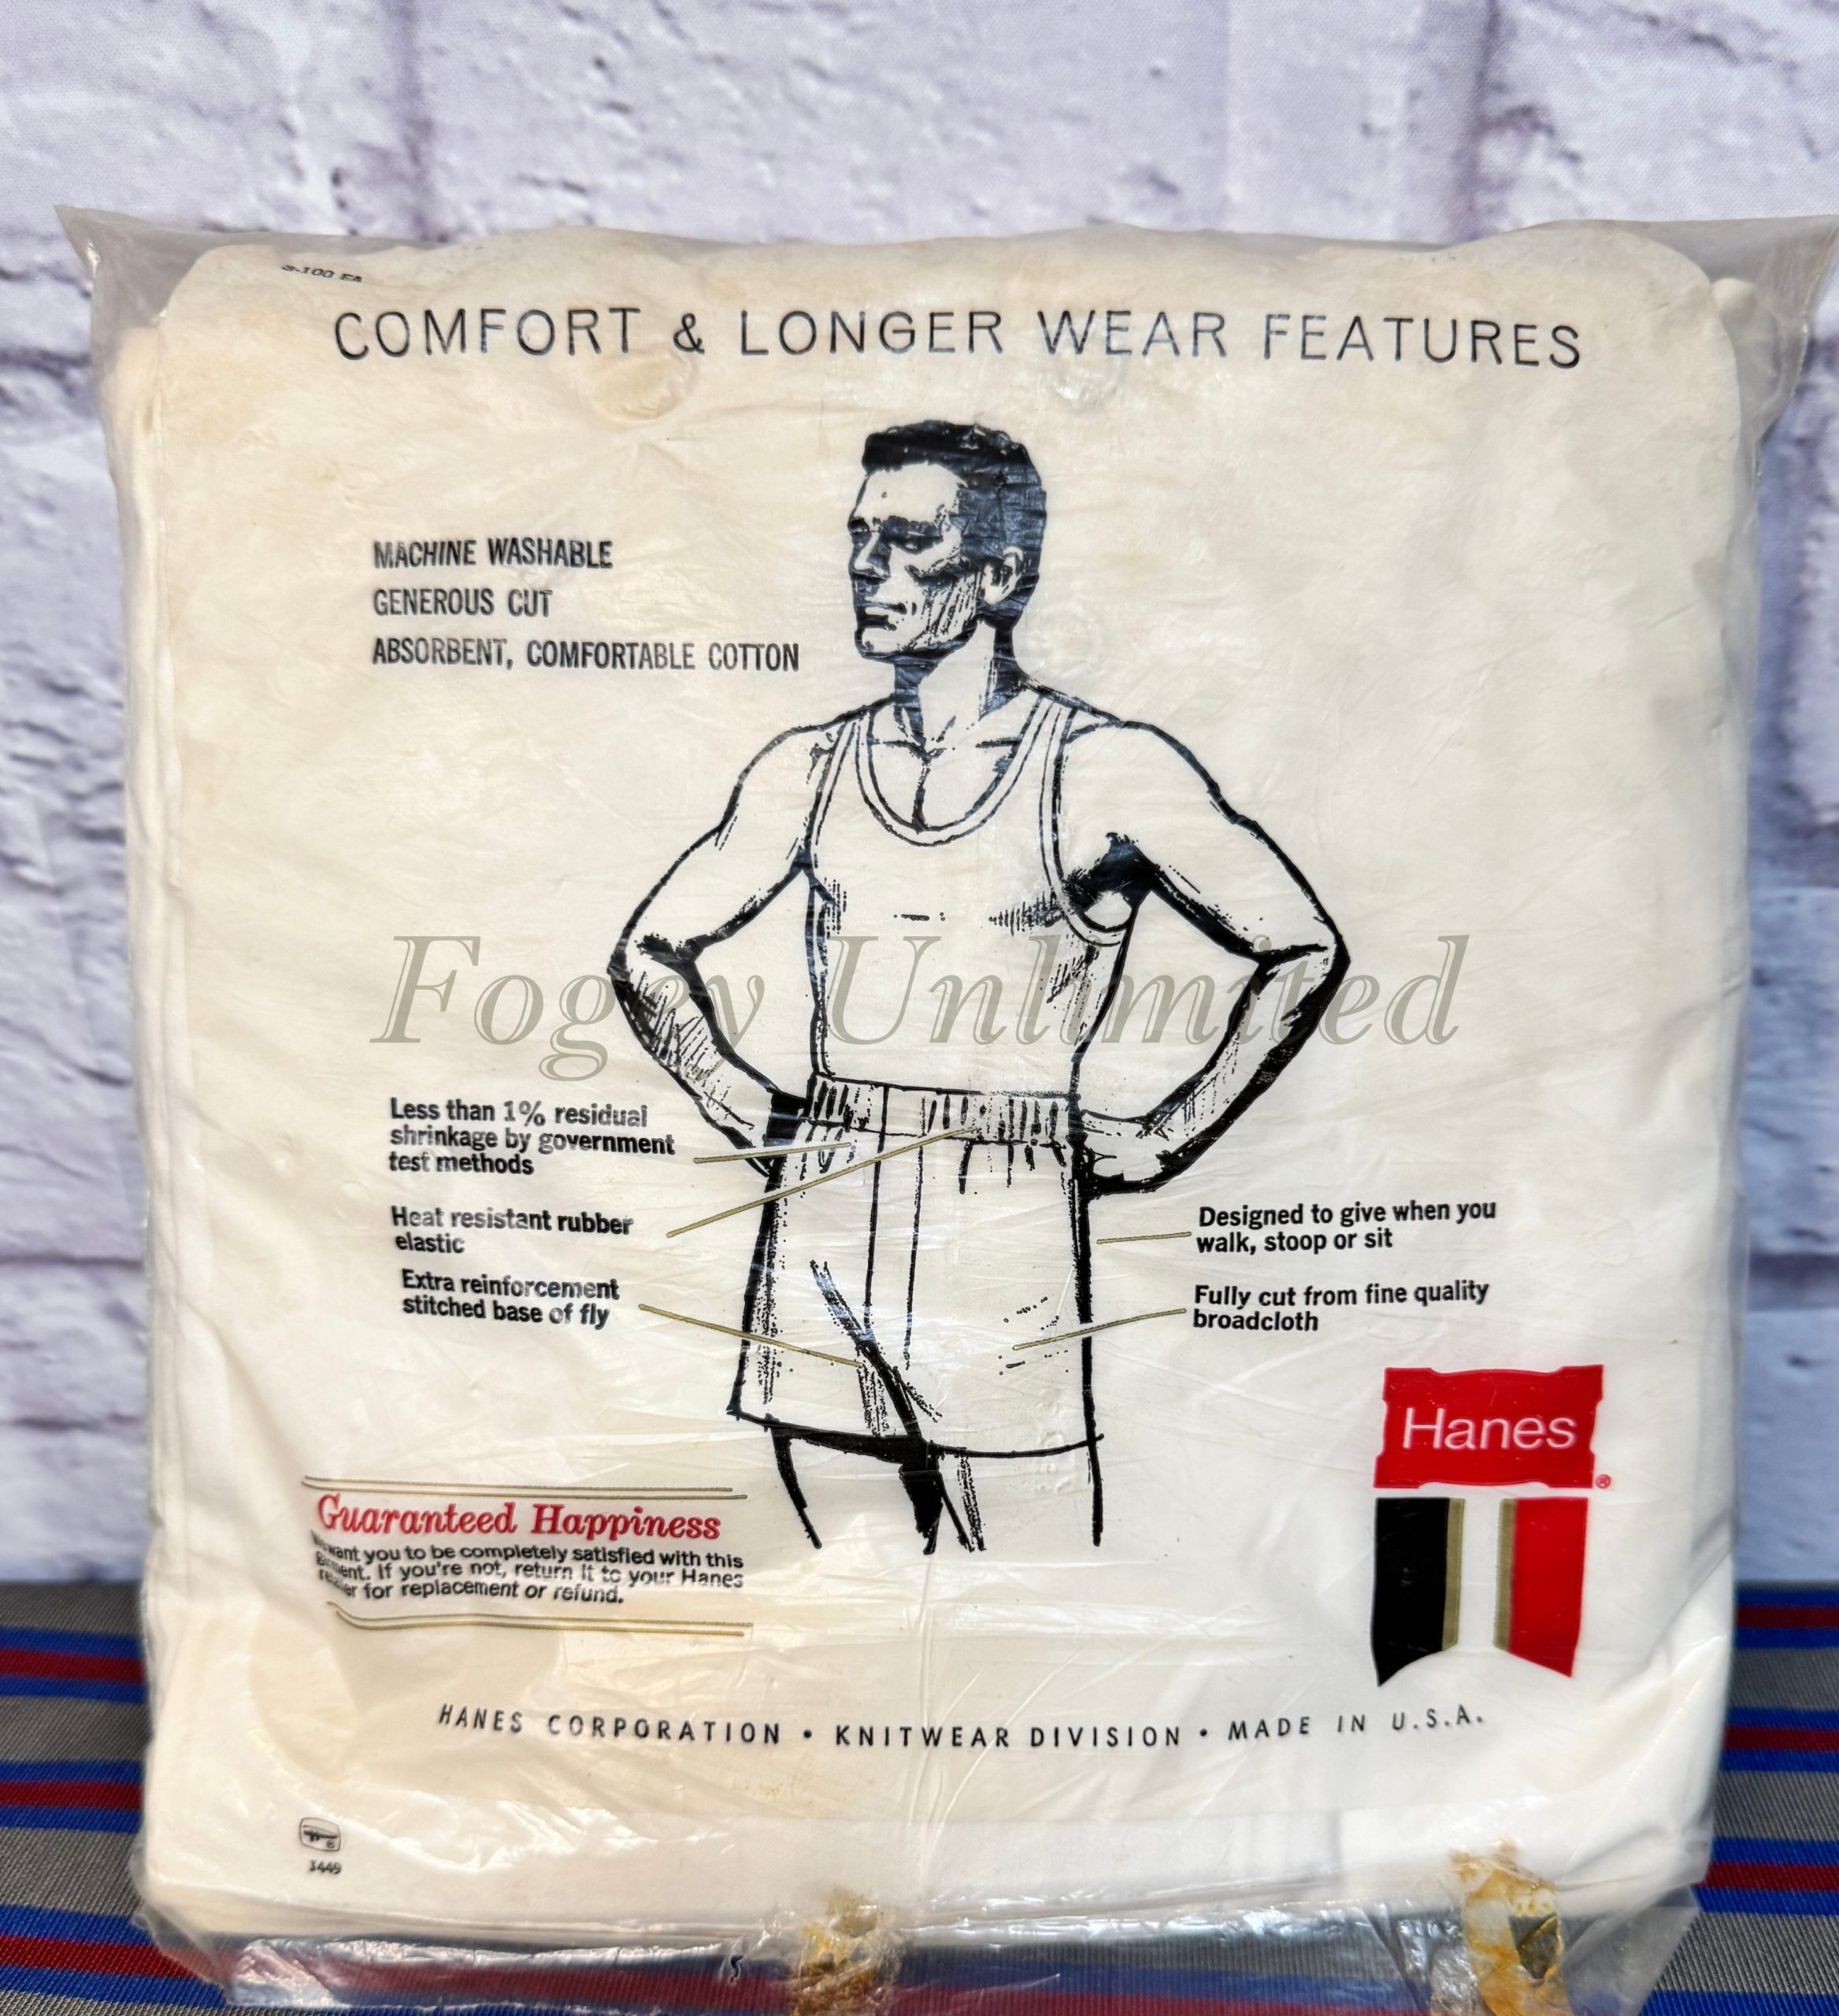 COMFORT & LONGER WEAR FEATURES
MACHINE WASHABLE
GENEROUS CUT
ABSORBENT, COMFORTABLE COTTON
Fogey Unlimited
Less than 1% residual
shrinkage by government
test methods
Heat resistant rubber
elastic
Extra reinforcement
stitched base of fly
Designed to give when you
walk, stoop or sit
Fully cut from fine quality
broadcloth
Hanes
®
Guaranteed Happiness
want you to be completely satisfied with this
If you're not, return it to your Hanes
for replacement or refund.
HANES CORPORATION • KNITWEAR DIVISION • MADE IN U.S.A.
3449